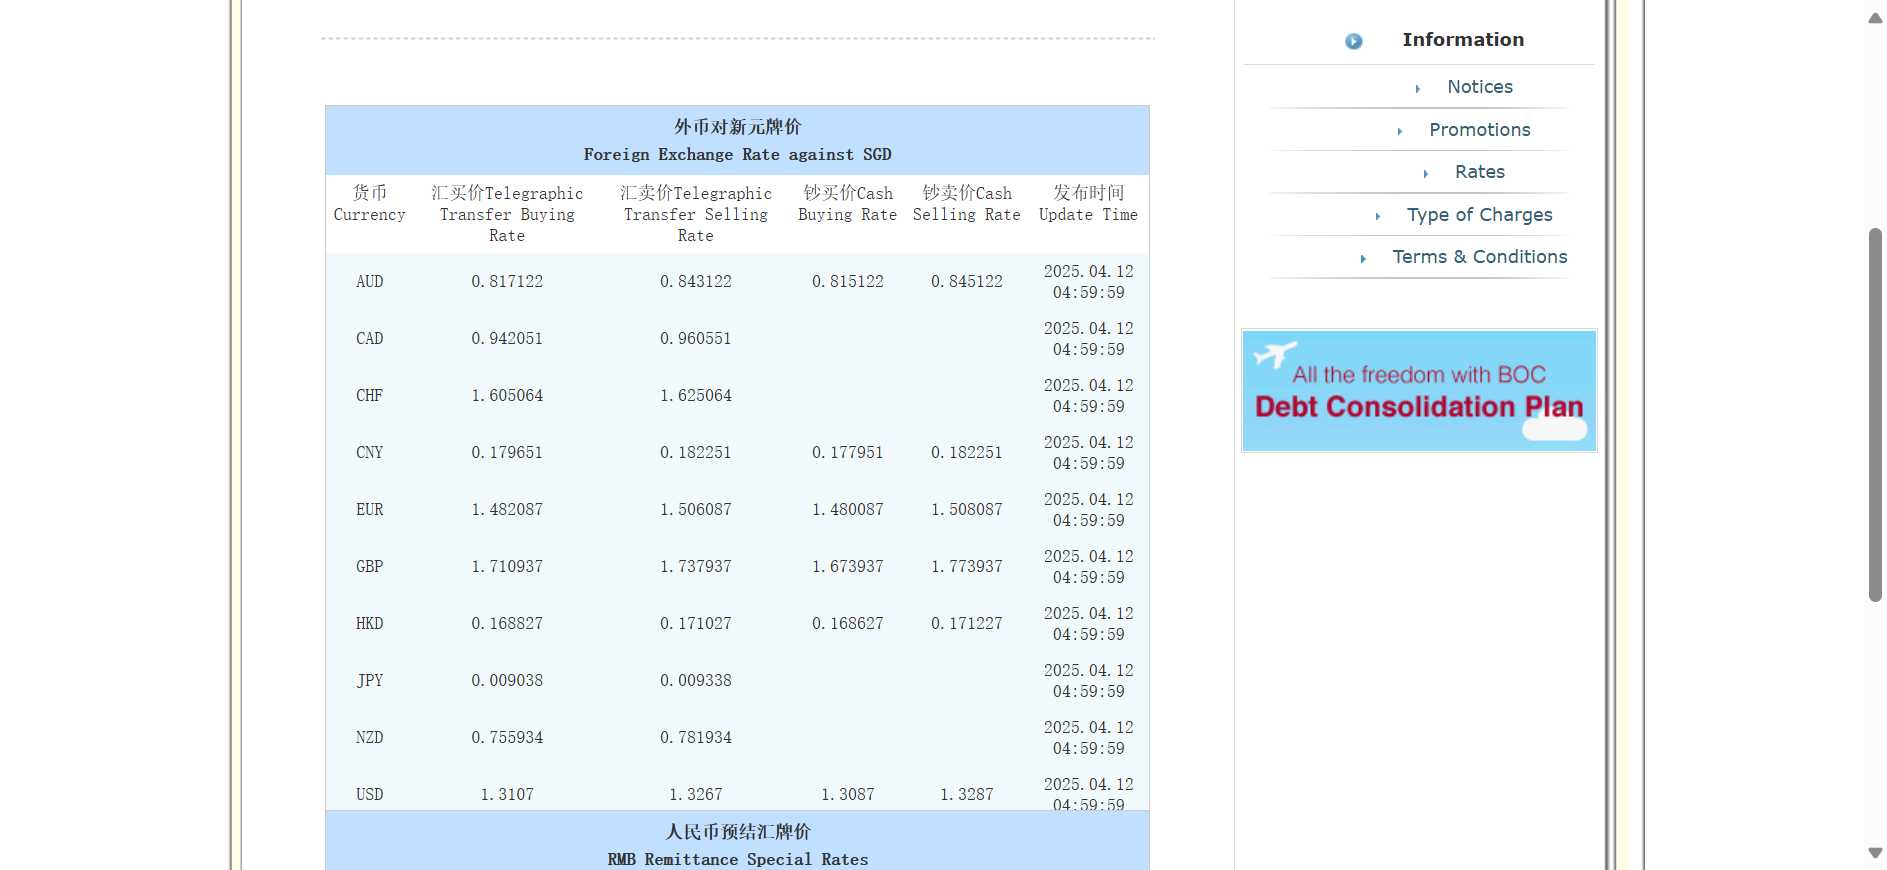 外币对新元牌价
Foreign Exchange Rate against SGD
货币 Currency 汇买价Telegraphic Transfer Buying Rate 汇卖价Telegraphic Transfer Selling Rate 钞买价Cash Buying Rate 钞卖价Cash Selling Rate 发布时间 Update Time
AUD 0.817122 0.843122 0.815122 0.845122 2025.04.12 04:59:59
CAD 0.942051 0.960551 2025.04.12 04:59:59
CHF 1.605064 1.625064 2025.04.12 04:59:59
CNY 0.179651 0.182251 0.177951 0.182251 2025.04.12 04:59:59
EUR 1.482087 1.506087 1.480087 1.508087 2025.04.12 04:59:59
GBP 1.710937 1.737937 1.673937 1.773937 2025.04.12 04:59:59
HKD 0.168827 0.171027 0.168627 0.171227 2025.04.12 04:59:59
JPY 0.009038 0.009338 2025.04.12 04:59:59
NZD 0.755934 0.781934 2025.04.12 04:59:59
USD 1.3107 1.3267 1.3087 1.3287 2025.04.12 04:59:59
人民币预结汇牌价
RMB Remittance Special Rates
Information
Notices
Promotions
Rates
Type of Charges
Terms & Conditions
All the freedom with BOC
Debt Consolidation Plan